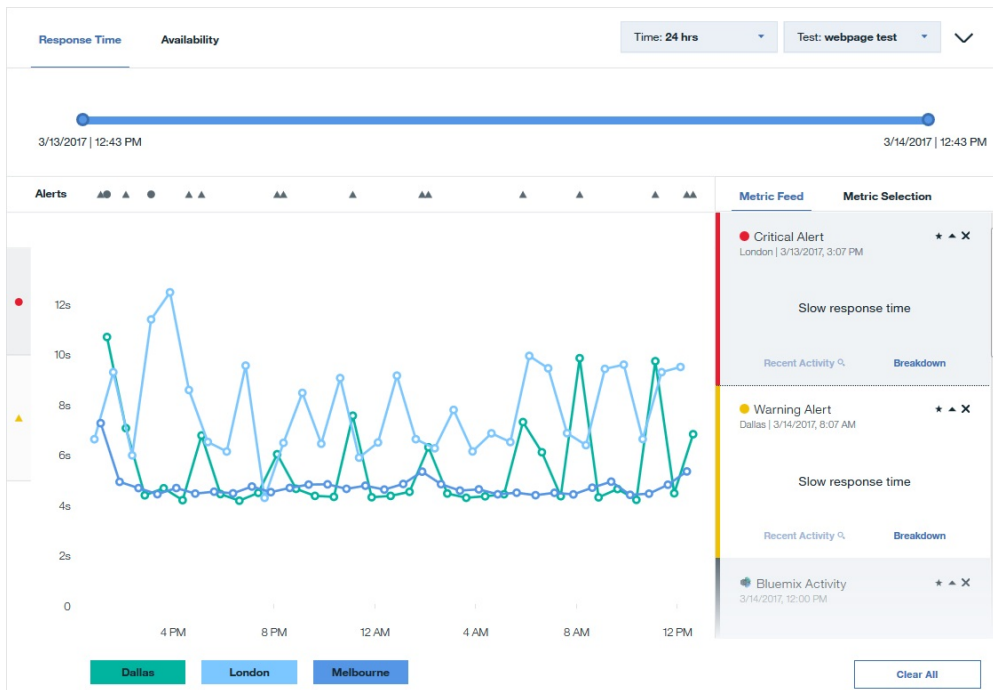 Response Time
Availability
Time: 24 hrs
Test: webpage test
3/13/2017 | 12:43 PM
3/14/2017 | 12:43 PM
Alerts
Metric Feed
Metric Selection
Critical Alert
London | 3/13/2017, 3:07 PM
Slow response time
Recent Activity
Breakdown
Warning Alert
Dallas | 3/14/2017, 8:07 AM
Slow response time
Recent Activity
Breakdown
Bluemix Activity
3/14/2017, 12:00 PM
12s
10s
8s
6s
4s
2s
0
4 PM
8 PM
12 AM
4 AM
8 AM
12 PM
Dallas
London
Melbourne
Clear All